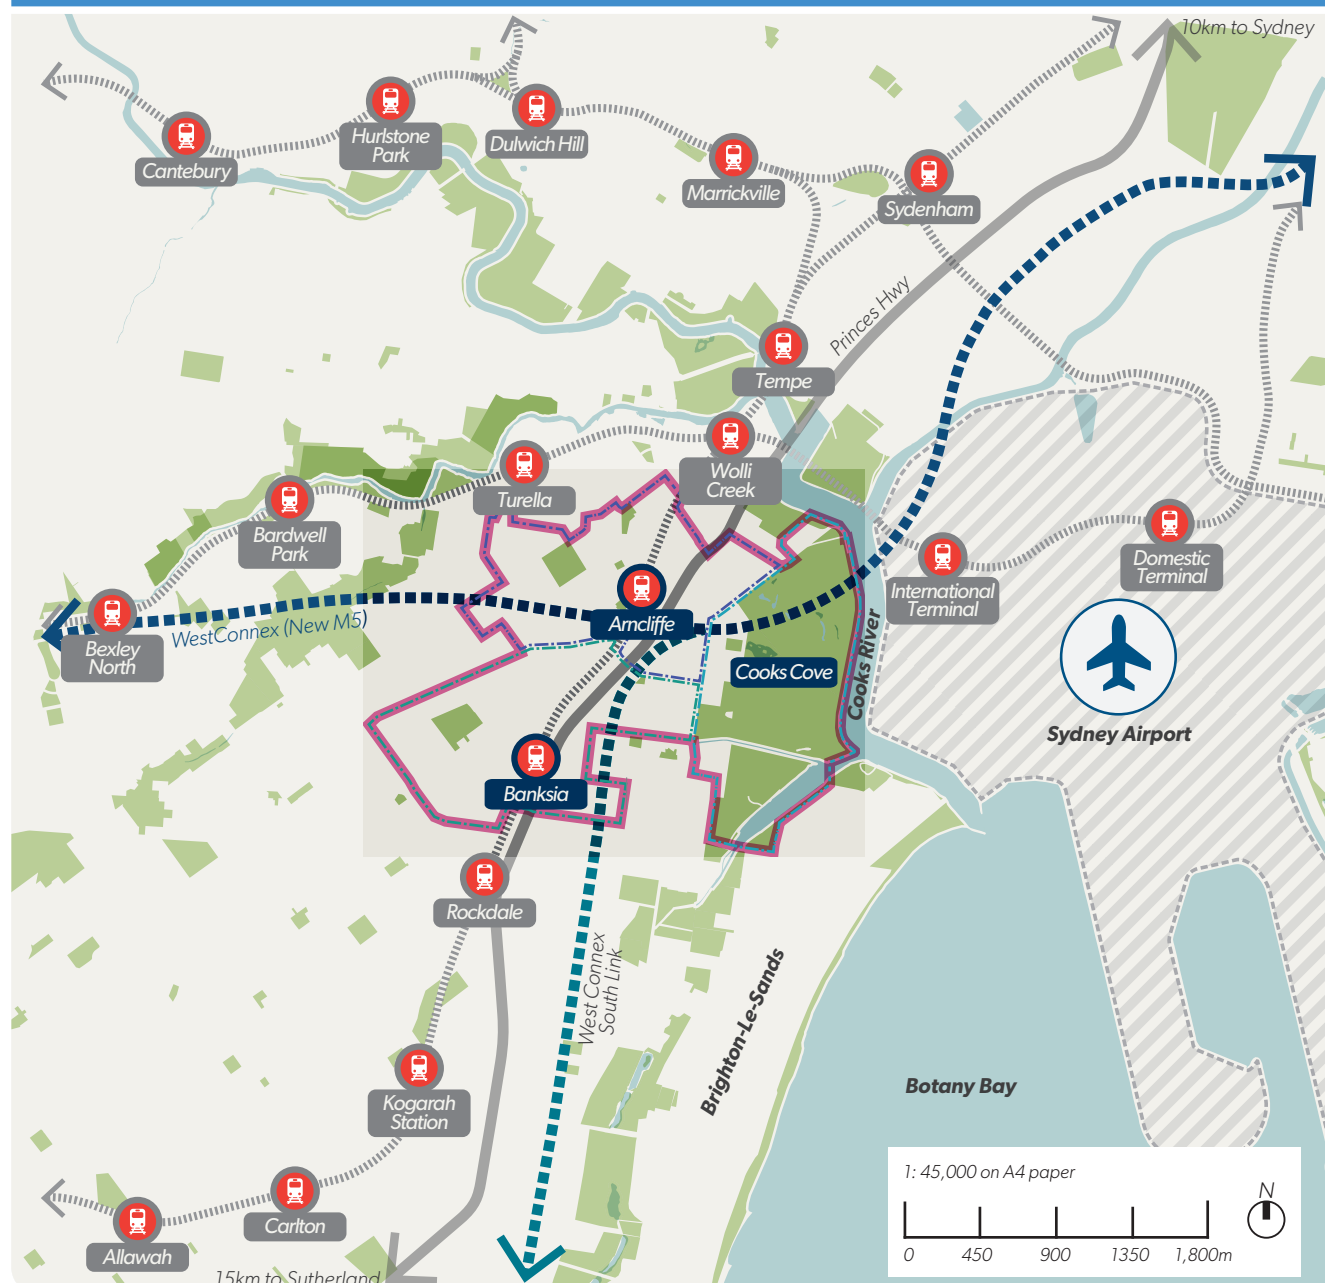 10km to Sydney
Hurlstone
Park
Dulwich Hill
Cantebury
Marrickville
Sydenham
Princes Hwy
Tempe
Wolli
Creek
Turella
Bardwell
Park
Domestic
Terminal
International
Terminal
Arncliffe
WestConnex (New M5)
Bexley
North
Cooks Cove
Cooks River
Sydney Airport
Banksia
Rockdale
West Connex
South Link
Brighton-Le-Sands
Botany Bay
Kogarah
Station
Carlton
Allawah
15km to Sutherland
1: 45,000 on A4 paper
N
0 450 900 1350 1,800m